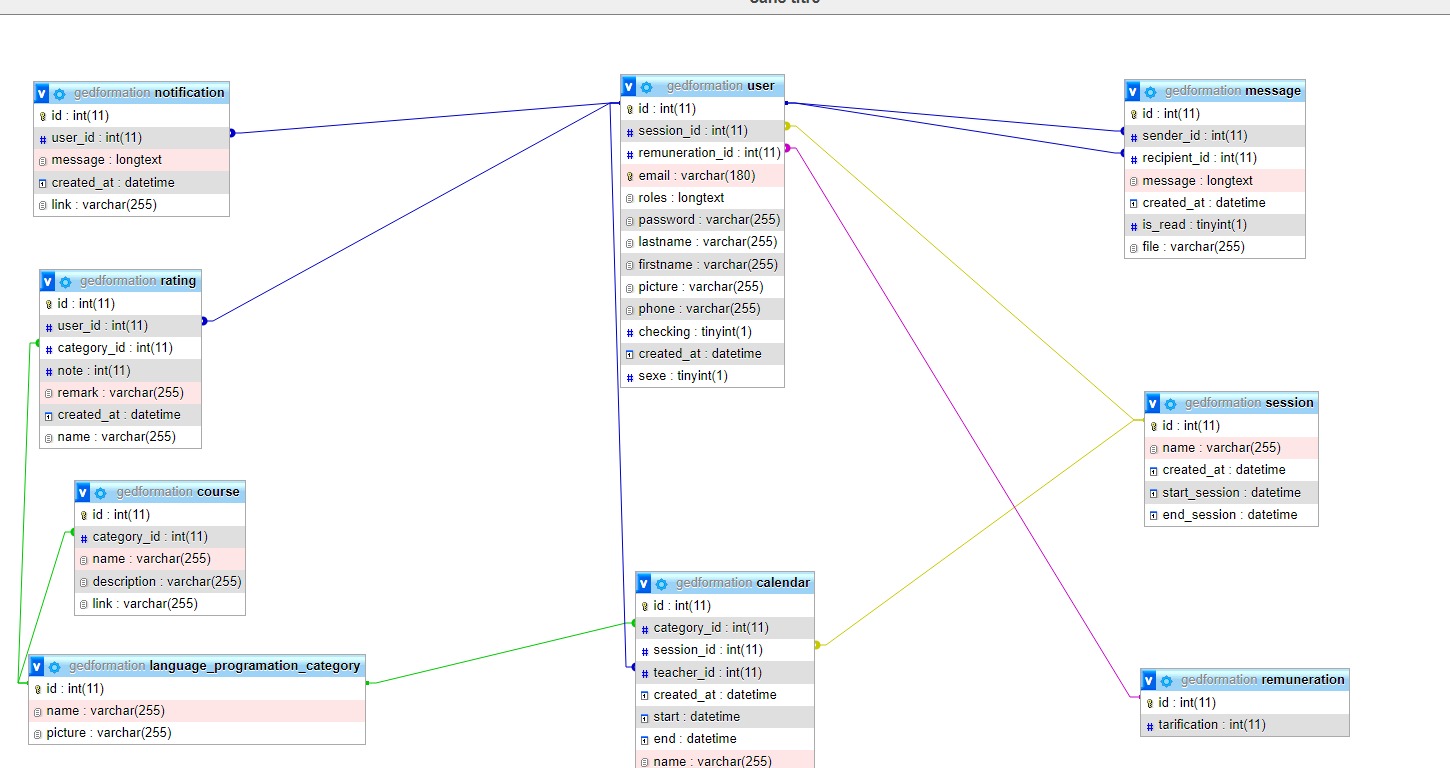 Sans titre
gedformation notification
id : int(11)
user_id : int(11)
message : longtext
created_at : datetime
link : varchar(255)
gedformation user
id : int(11)
session_id : int(11)
remuneration_id : int(11)
email : varchar(180)
roles : longtext
password : varchar(255)
lastname : varchar(255)
firstname : varchar(255)
picture : varchar(255)
phone : varchar(255)
checking : tinyint(1)
created_at : datetime
sexe : tinyint(1)
gedformation message
id : int(11)
sender_id : int(11)
recipient_id : int(11)
message : longtext
created_at : datetime
is_read : tinyint(1)
file : varchar(255)
gedformation rating
id : int(11)
user_id : int(11)
category_id : int(11)
note : int(11)
remark : varchar(255)
created_at : datetime
name : varchar(255)
gedformation session
id : int(11)
name : varchar(255)
created_at : datetime
start_session : datetime
end_session : datetime
gedformation course
id : int(11)
category_id : int(11)
name : varchar(255)
description : varchar(255)
link : varchar(255)
gedformation calendar
id : int(11)
category_id : int(11)
session_id : int(11)
teacher_id : int(11)
created_at : datetime
start : datetime
end : datetime
name : varchar(255)
gedformation language_programation_category
id : int(11)
name : varchar(255)
picture : varchar(255)
gedformation remuneration
id : int(11)
tarification : int(11)